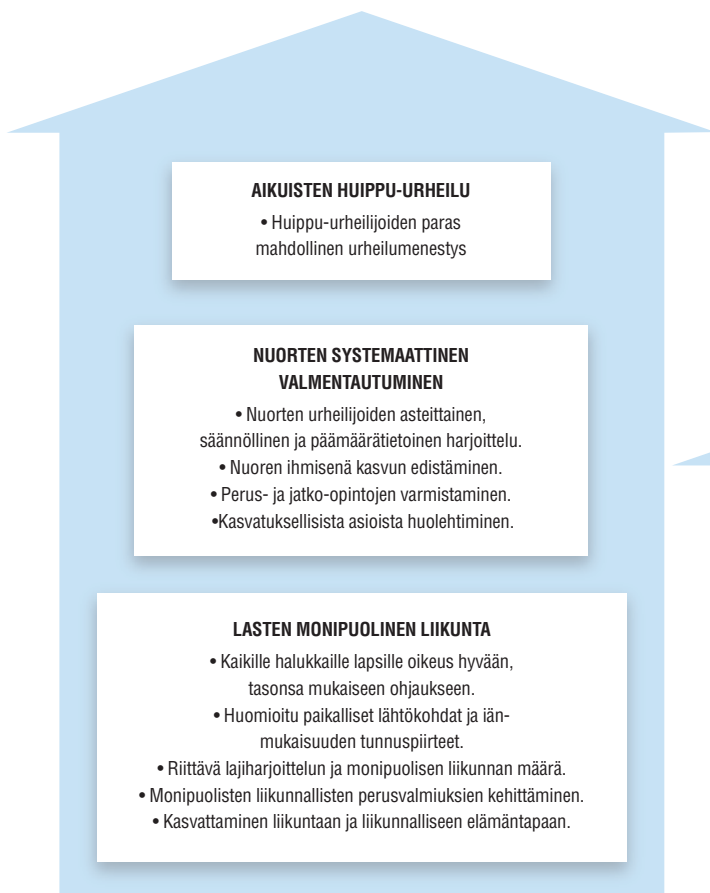 AIKUISTEN HUIPPU-URHEILU
• Huippu-urheilijoiden paras
mahdollinen urheilumenestys
NUORTEN SYSTEMAATTINEN
VALMENTAUTUMINEN
• Nuorten urheilijoiden asteittainen,
säännöllinen ja päämäärätietoinen harjoittelu.
• Nuoren ihmisenä kasvun edistäminen.
• Perus- ja jatko-opintojen varmistaminen.
•Kasvatuksellisista asioista huolehtiminen.
LASTEN MONIPUOLINEN LIIKUNTA
• Kaikille halukkaille lapsille oikeus hyvään,
tasonsa mukaiseen ohjaukseen.
• Huomioitu paikalliset lähtökohdat ja iän-
mukaisuuden tunnuspiirteet.
• Riittävä lajiharjoittelun ja monipuolisen liikunnan määrä.
• Monipuolisten liikunnallisten perusvalmiuksien kehittäminen.
• Kasvattaminen liikuntaan ja liikunnalliseen elämäntapaan.